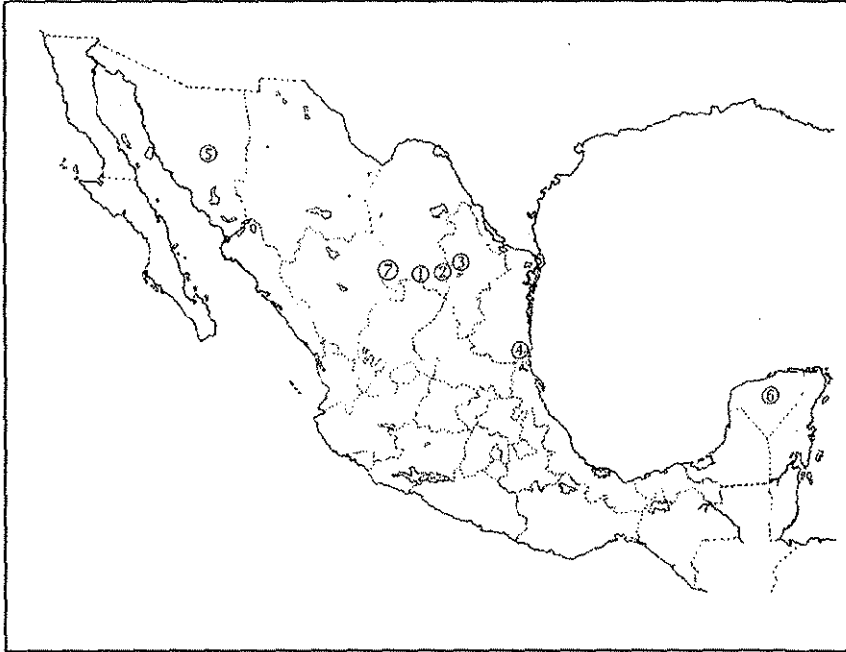 ⑤
⑦ ① ② ③
④
⑥